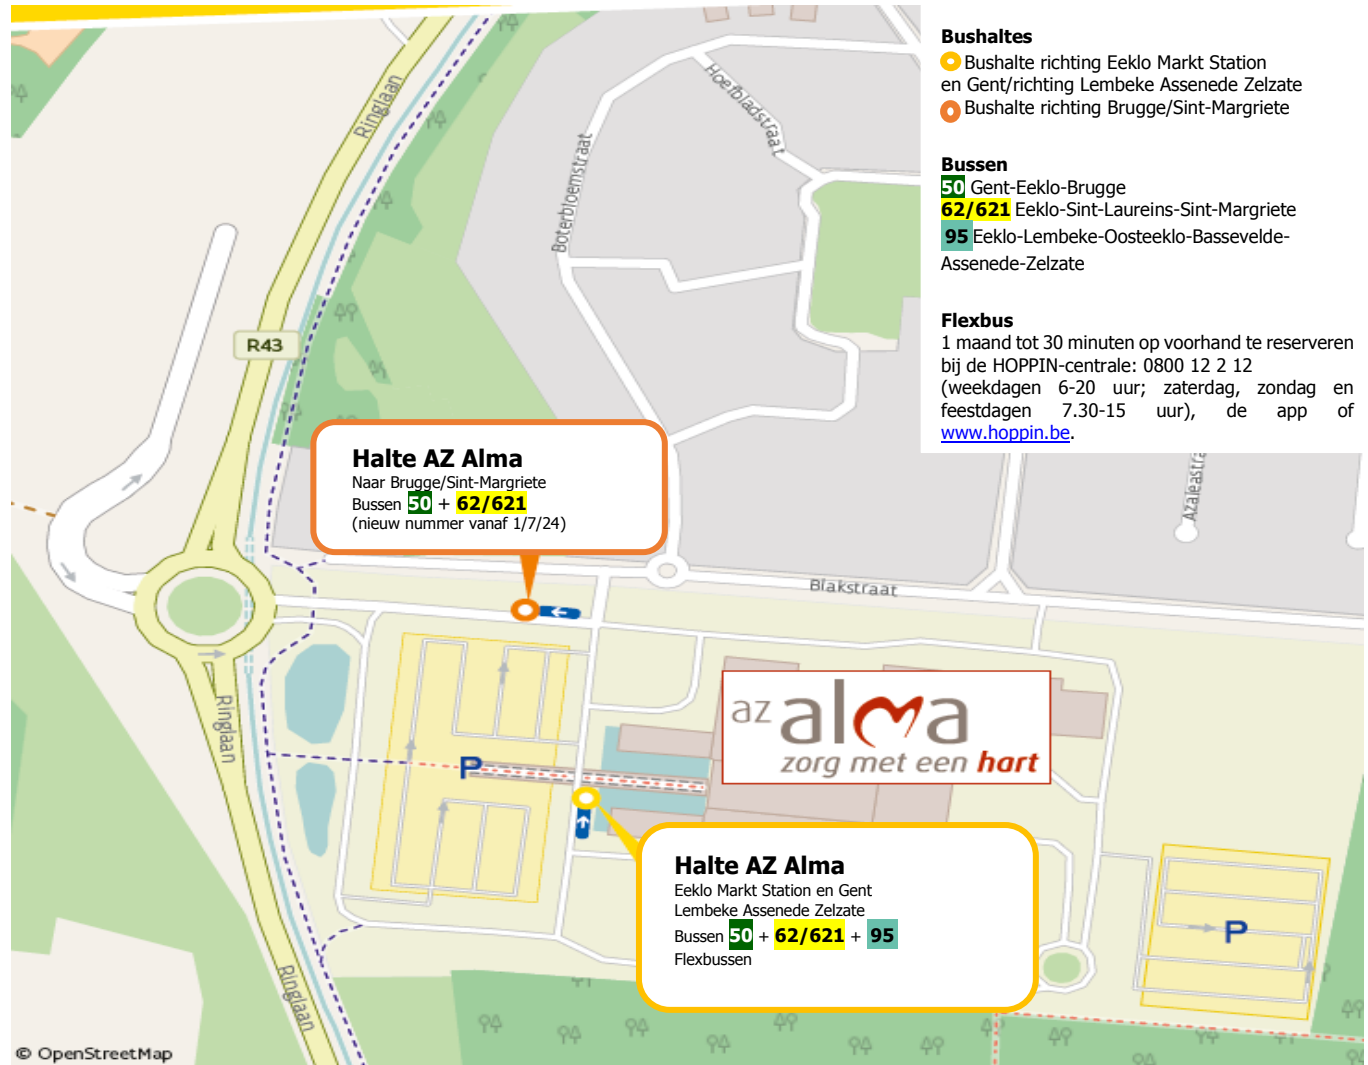 Bushaltes
Bushalte richting Eeklo Markt Station
en Gent/richting Lembeke Assenede Zelzate
Bushalte richting Brugge/Sint-Margriete
Bussen
50 Gent-Eeklo-Brugge
62/621 Eeklo-Sint-Laureins-Sint-Margriete
95 Eeklo-Lembeke-Oosteeklo-Bassevelde-
Assenede-Zelzate
Flexbus
1 maand tot 30 minuten op voorhand te reserveren
bij de HOPPIN-centrale: 0800 12 2 12
(weekdagen 6-20 uur; zaterdag, zondag en
feestdagen 7.30-15 uur), de app of
www.hoppin.be.
Ringlaan
Hoefbladstraat
Boterbloemstraat
R43
Halte AZ Alma
Naar Brugge/Sint-Margriete
Bussen 50 + 62/621
(nieuw nummer vanaf 1/7/24)
Azaleastra
Blakstraat
Ringlaan
az alma
zorg met een hart
P
Halte AZ Alma
Eeklo Markt Station en Gent
Lembeke Assenede Zelzate
Bussen 50 + 62/621 + 95
Flexbussen
P
Ringlaan
© OpenStreetMap